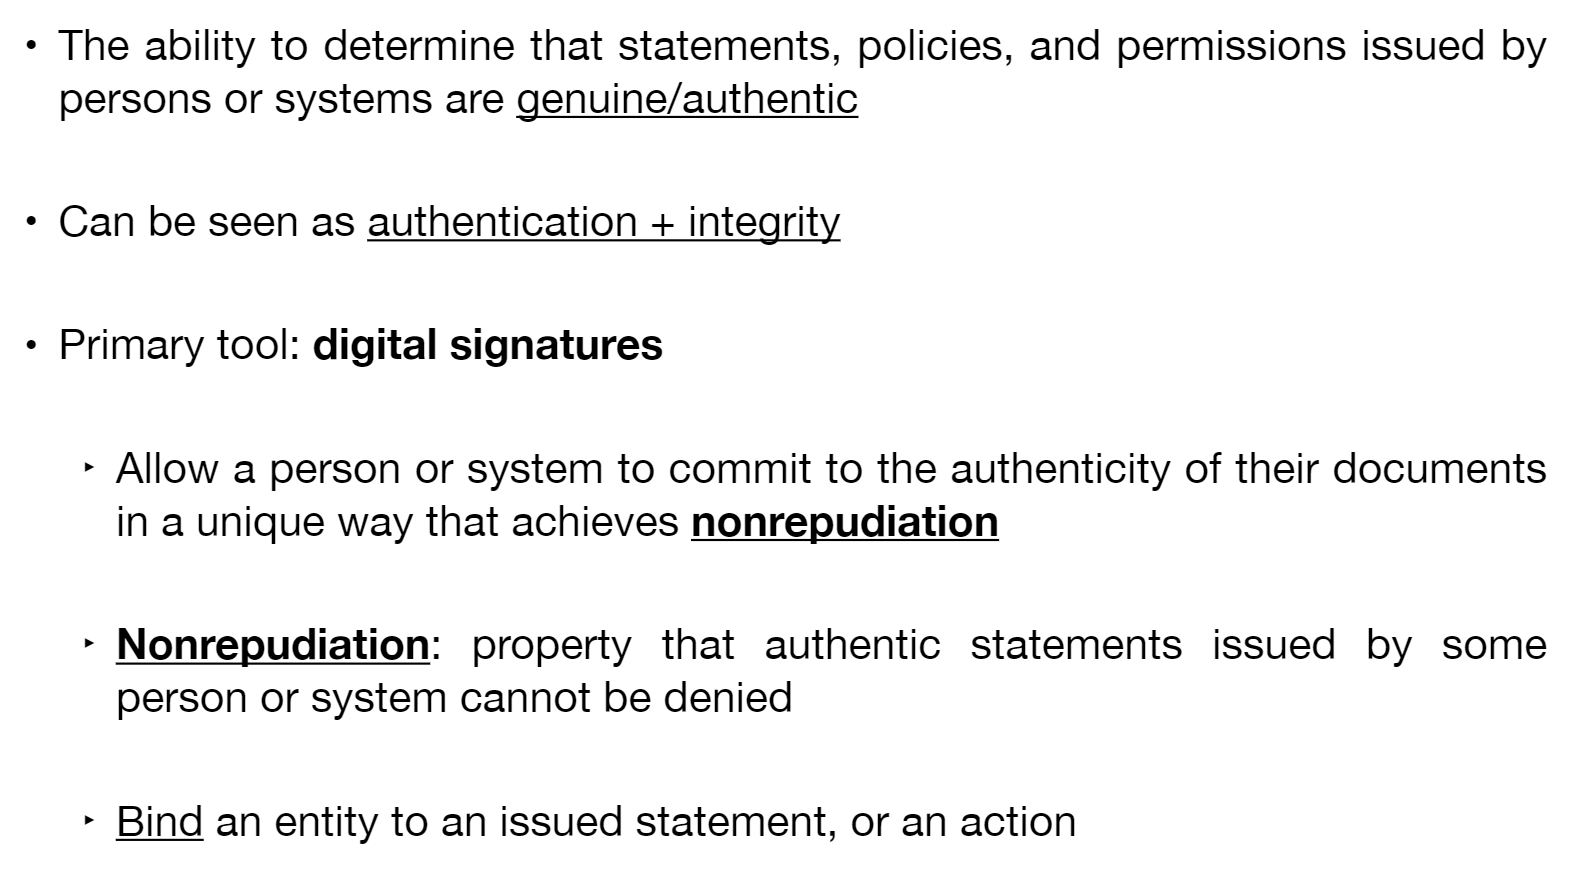 • The ability to determine that statements, policies, and permissions issued by
persons or systems are genuine/authentic
• Can be seen as authentication + integrity
• Primary tool: digital signatures
‣ Allow a person or system to commit to the authenticity of their documents
in a unique way that achieves nonrepudiation
‣ Nonrepudiation: property that authentic statements issued by some
person or system cannot be denied
‣ Bind an entity to an issued statement, or an action